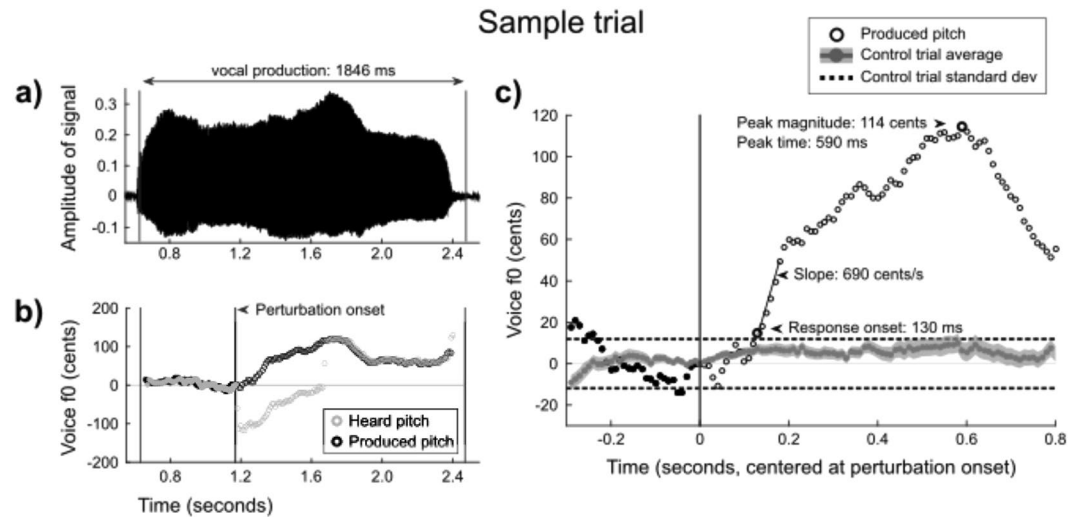 Sample trial
Produced pitch
Control trial average
Control trial standard dev
a)
vocal production: 1846 ms
Amplitude of signal
0.3
0.2
0.1
0
-0.1
0.8
1.2
1.6
2.0
2.4
b)
Perturbation onset
Voice f0 (cents)
200
100
0
-100
-200
Heard pitch
Produced pitch
0.8
1.2
1.6
2.0
2.4
Time (seconds)
c)
Voice f0 (cents)
120
100
80
60
40
20
0
-20
Peak magnitude: 114 cents
Peak time: 590 ms
Slope: 690 cents/s
Response onset: 130 ms
-0.2
0
0.2
0.4
0.6
0.8
Time (seconds, centered at perturbation onset)